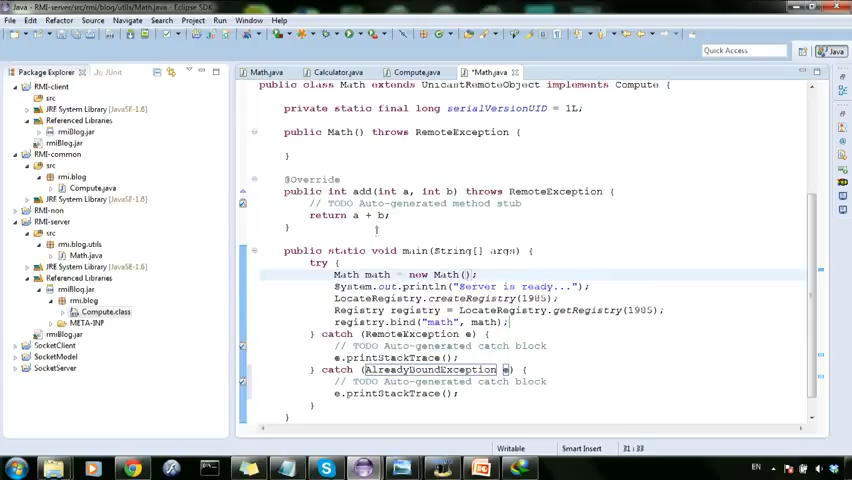 Java - RMI-server/src/rmi/blog/utils/Math.java - Eclipse SDK
File Edit Source Refactor Navigate Search Project Run Window Help
Quick Access
Java
Package Explorer JUnit
Math.java Calculator.java Compute.java *Math.java
RMI-client
src
JRE System Library [JavaSE-1.6]
Referenced Libraries
rmiBlog.jar
rmiBlog.jar
RMI-common
src
rmi.blog
Compute.java
JRE System Library [JavaSE-1.6]
RMI-non
RMI-server
src
rmi.blog.utils
Math.java
JRE System Library [JavaSE-1.6]
Referenced Libraries
rmiBlog.jar
rmi.blog
Compute.class
META-INF
rmiBlog.jar
SocketClient
SocketModel
SocketServer
public class Math extends UnicastRemoteObject implements Compute {
private static final long serialVersionUID = 1L;
public Math() throws RemoteException {
}
@Override
public int add(int a, int b) throws RemoteException {
// TODO Auto-generated method stub
return a + b;
}
public static void main(String[] args) {
try {
Math math = new Math();
System.out.println("Server is ready...");
LocateRegistry.createRegistry(1985);
Registry registry = LocateRegistry.getRegistry(1985);
registry.bind("math", math);
} catch (RemoteException e) {
// TODO Auto-generated catch block
e.printStackTrace();
} catch (AlreadyBoundException e) {
// TODO Auto-generated catch block
e.printStackTrace();
}
}
Writable Smart Insert 31 : 33
EN 3:56 PM